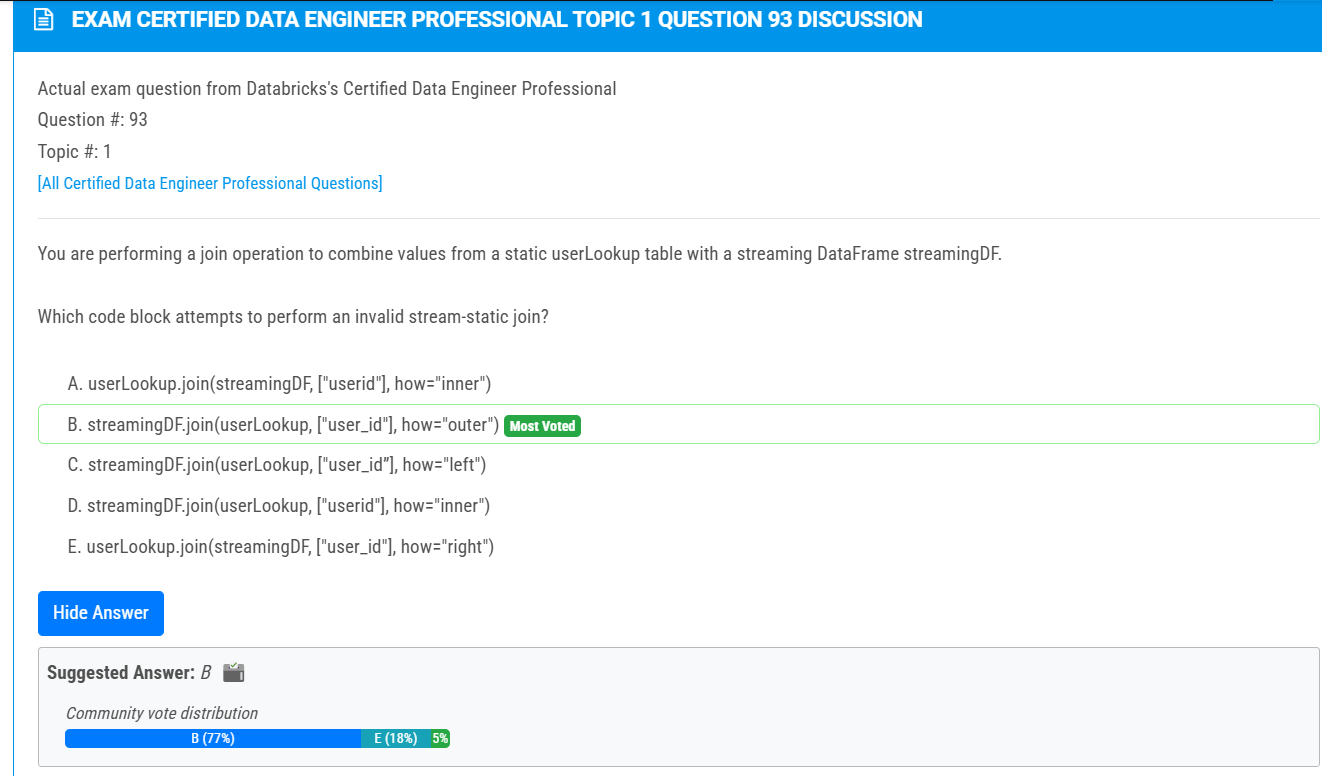 EXAM CERTIFIED DATA ENGINEER PROFESSIONAL TOPIC 1 QUESTION 93 DISCUSSION
Actual exam question from Databricks's Certified Data Engineer Professional
Question #: 93
Topic #: 1
[All Certified Data Engineer Professional Questions]
You are performing a join operation to combine values from a static userLookup table with a streaming DataFrame streamingDF.
Which code block attempts to perform an invalid stream-static join?
A. userLookup.join(streamingDF, ["userid"], how="inner")
B. streamingDF.join(userLookup, ["user_id"], how="outer") Most Voted
C. streamingDF.join(userLookup, ["user_id”], how="left")
D. streamingDF.join(userLookup, ["userid"], how="inner")
E. userLookup.join(streamingDF, ["user_id"], how="right")
Hide Answer
Suggested Answer: B
Community vote distribution
B (77%) E (18%) 5%